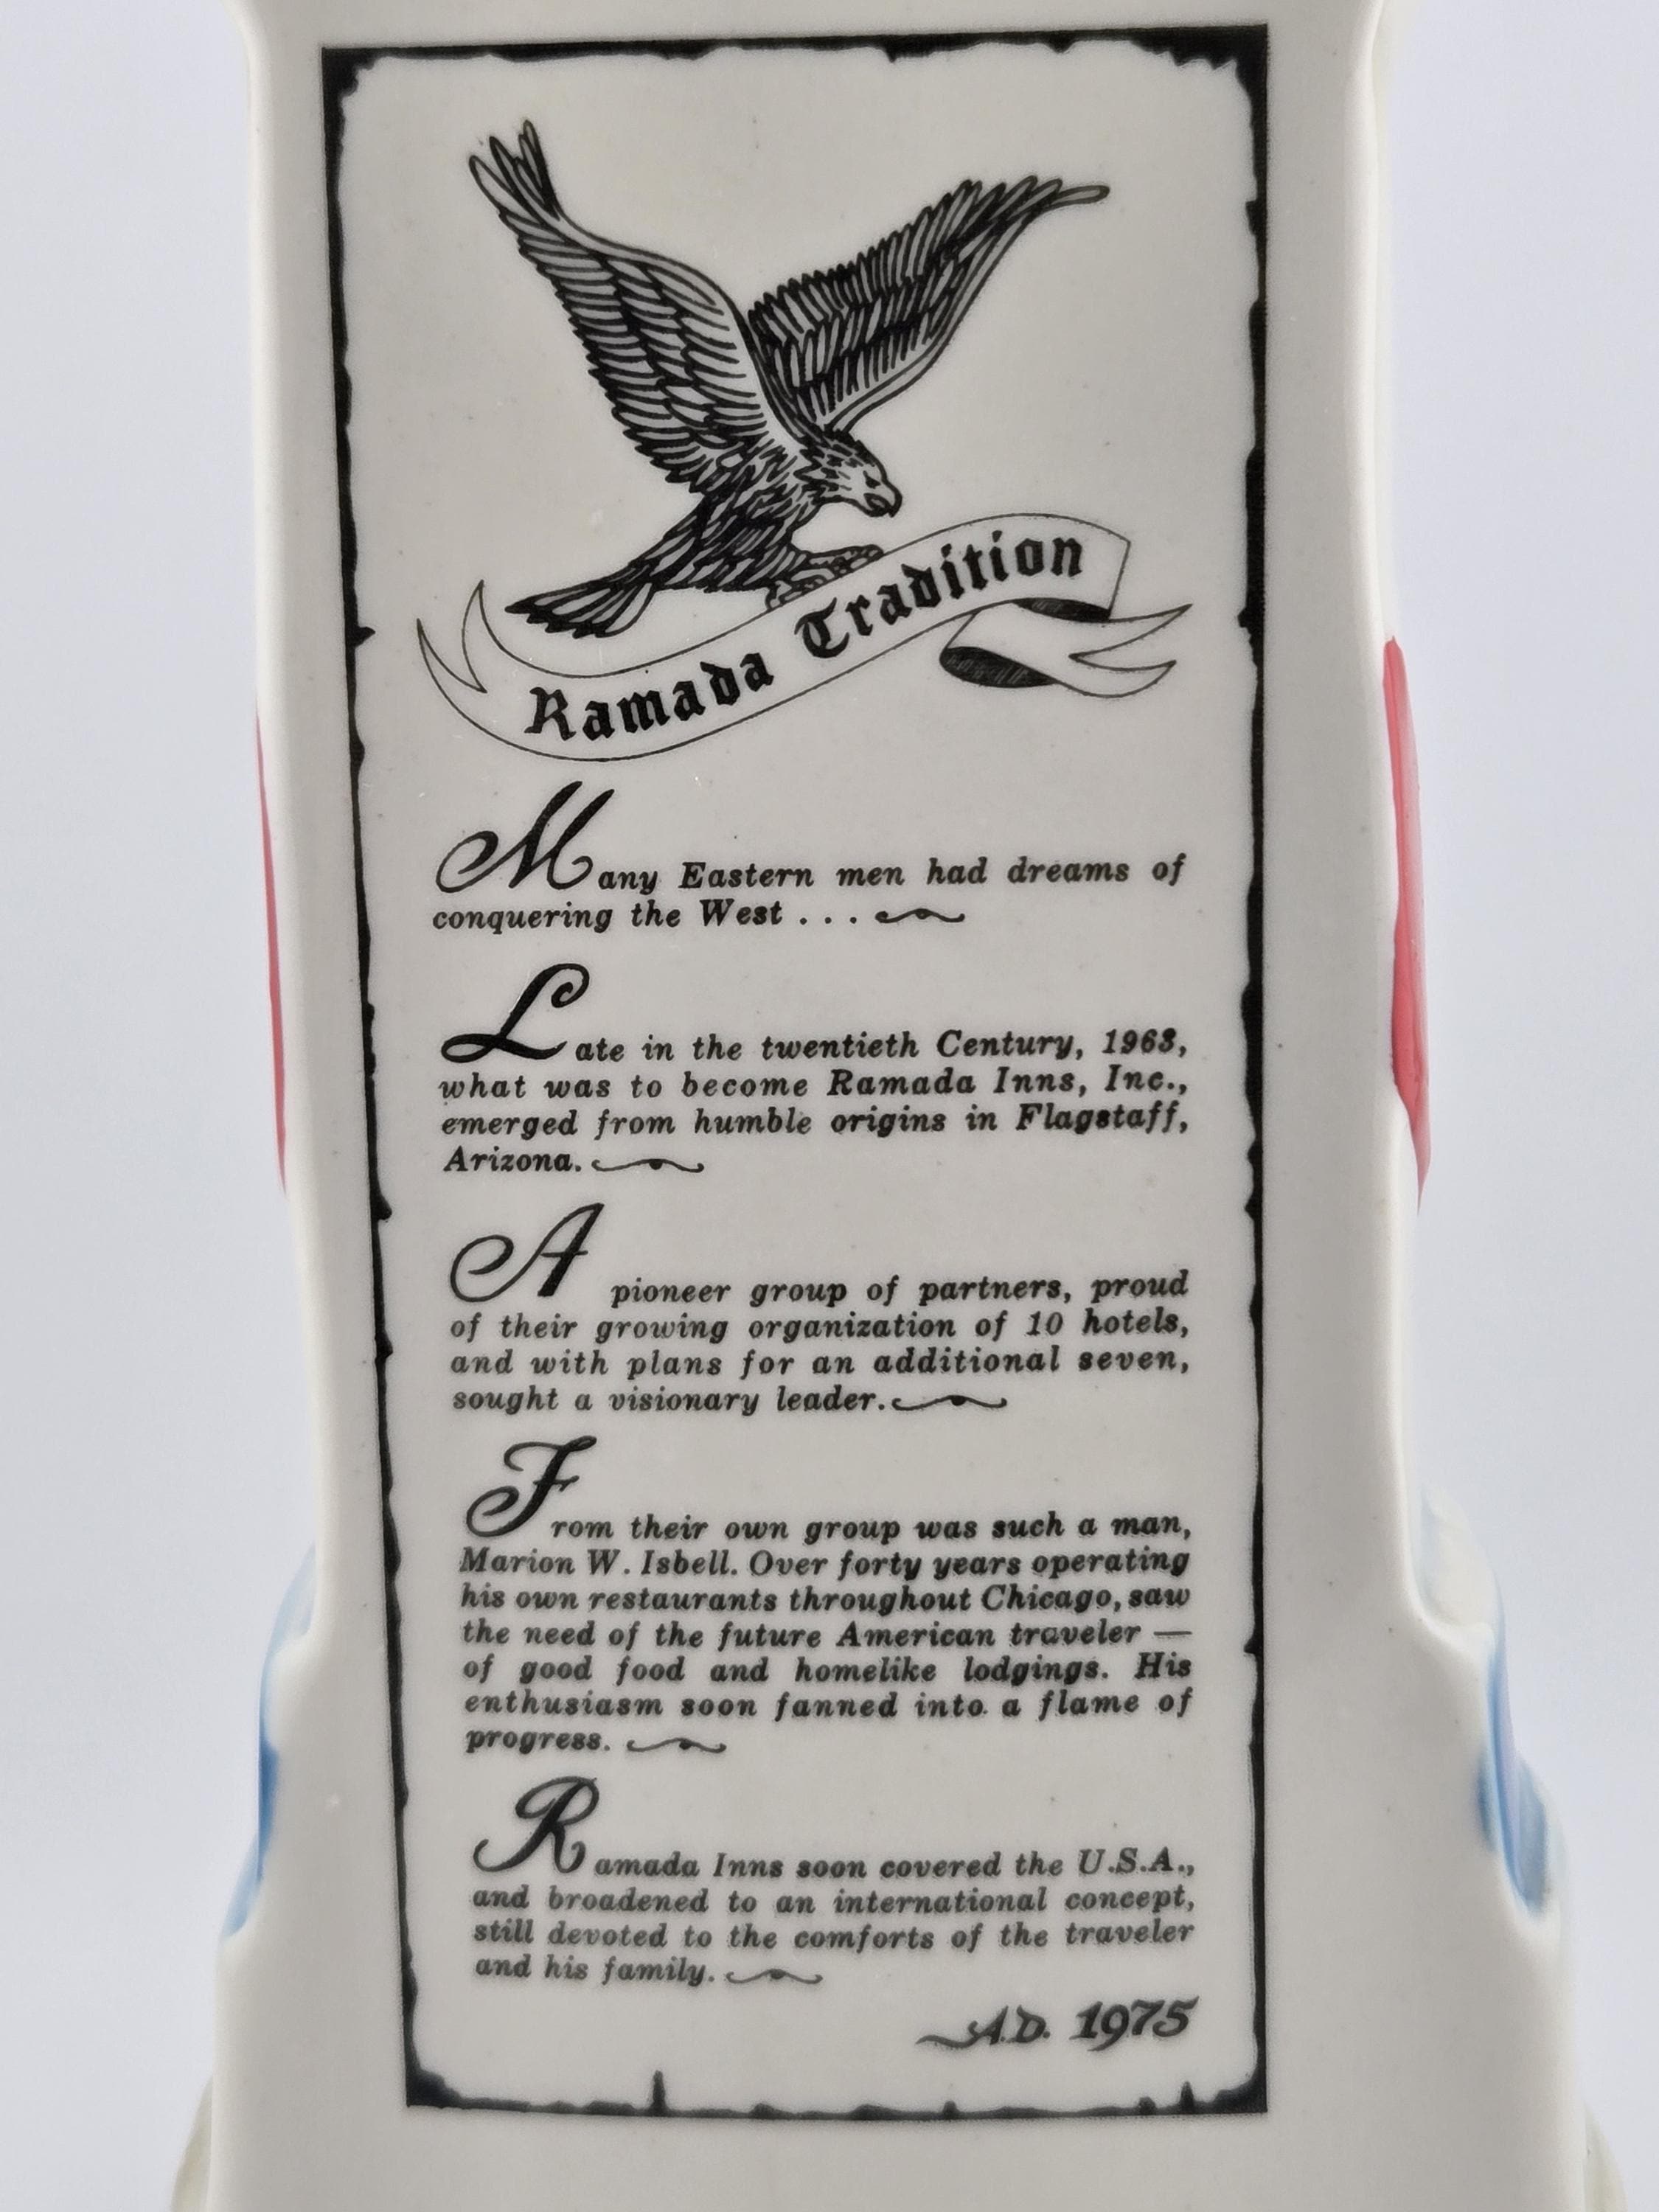 Ramada Tradition
Many Eastern men had dreams of
conquering the West . . .
Late in the twentieth Century, 1963,
what was to become Ramada Inns, Inc.,
emerged from humble origins in Flagstaff,
Arizona.
A pioneer group of partners, proud
of their growing organization of 10 hotels,
and with plans for an additional seven,
sought a visionary leader.
From their own group was such a man,
Marion W. Isbell. Over forty years operating
his own restaurants throughout Chicago, saw
the need of the future American traveler —
of good food and homelike lodgings. His
enthusiasm soon fanned into a flame of
progress.
Ramada Inns soon covered the U.S.A.,
and broadened to an international concept,
still devoted to the comforts of the traveler
and his family.
A.D. 1975